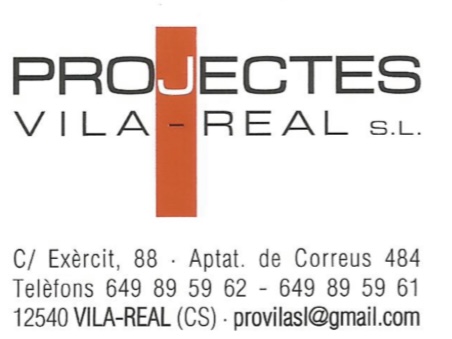 PROJECTES
VILA-REAL S.L.
C/ Exèrcit, 88 · Aptat. de Correus 484
Telèfons 649 89 59 62 - 649 89 59 61
12540 VILA-REAL (CS) · provilasl@gmail.com